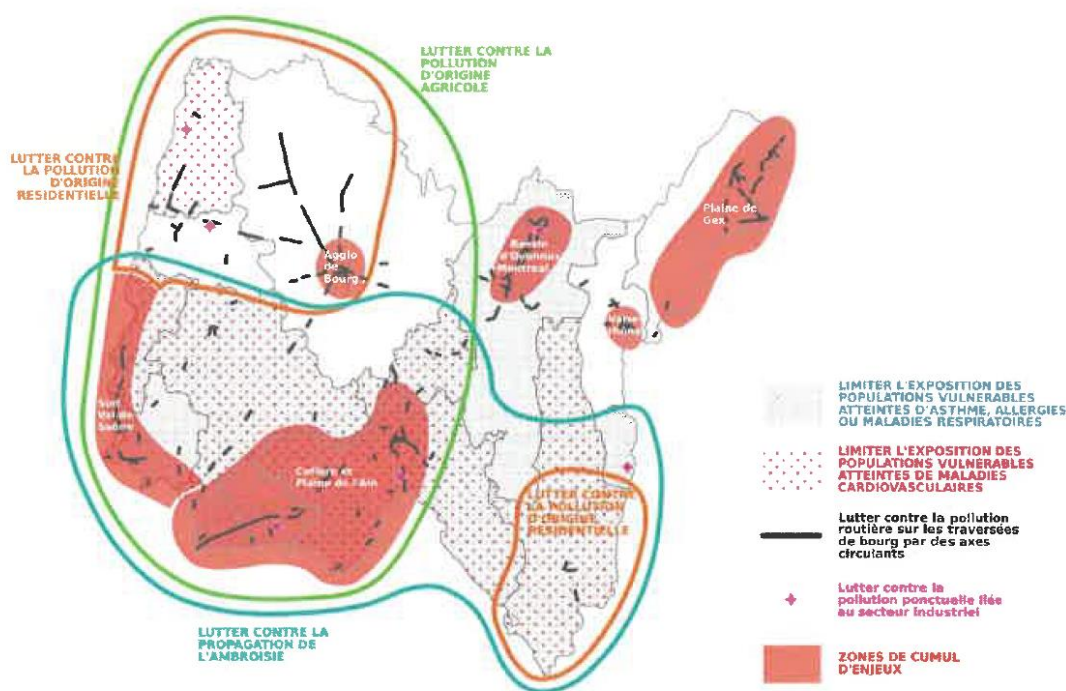 LUTTER CONTRE LA
POLLUTION
D'ORIGINE
AGRICOLE
LUTTER CONTRE
LA POLLUTION
D'ORIGINE
RESIDENTIELLE
Plaine de
Gex
Agglo
de
Bourg
d'Oyonnax
Montreal
Sud
Val de
Saône
Cotière et
Plaine de l'Ain
LUTTER CONTRE
LA POLLUTION
D'ORIGINE
RESIDENTIELLE
LUTTER CONTRE LA
PROPAGATION DE
L'AMBROISIE
LIMITER L'EXPOSITION DES
POPULATIONS VULNERABLES
ATTEINTES D'ASTHME, ALLERGIES
OU MALADIES RESPIRATOIRES
LIMITER L'EXPOSITION DES
POPULATIONS VULNERABLES
ATTEINTES DE MALADIES
CARDIOVASCULAIRES
Lutter contre la pollution
routière sur les traversées
de bourg par des axes
circulants
Lutter contre la
pollution ponctuelle liée
au secteur industriel
ZONES DE CUMUL
D'ENJEUX